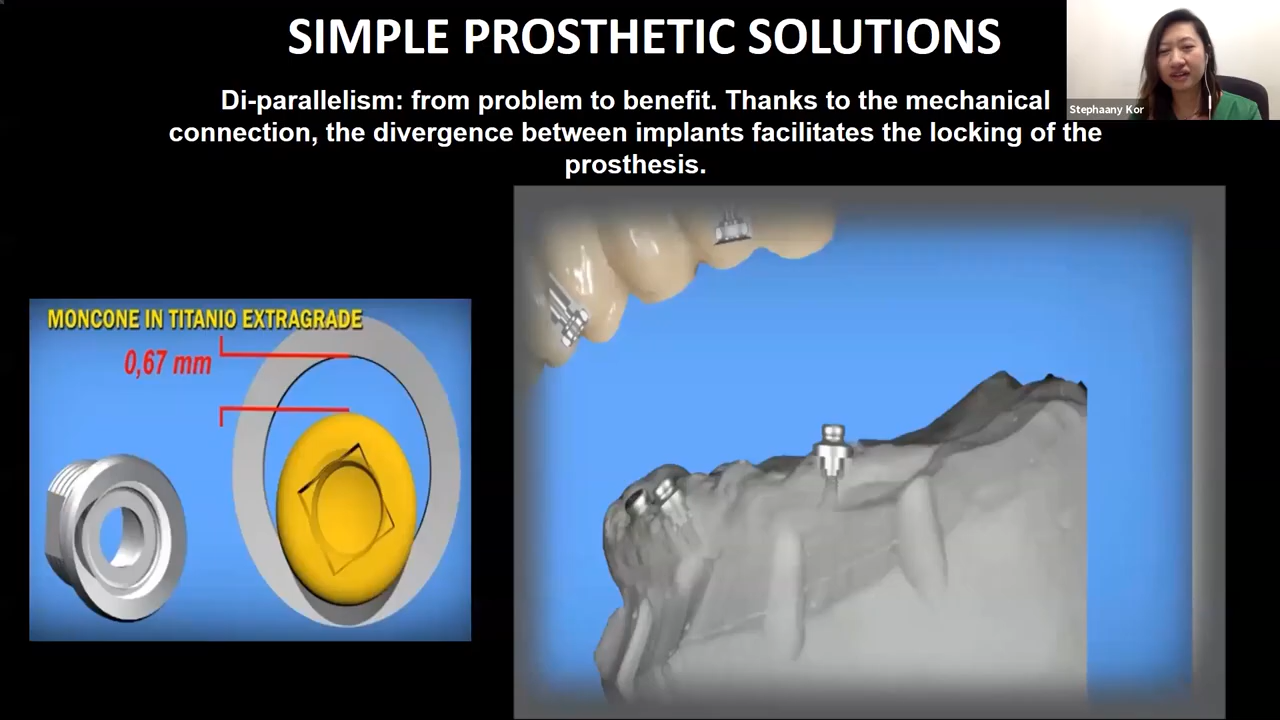 SIMPLE PROSTHETIC SOLUTIONS
Di-parallelism: from problem to benefit. Thanks to the mechanical
connection, the divergence between implants facilitates the locking of the
prosthesis.
Stephaany Kor
MONCONE IN TITANIO EXTRAGRADE
0,67 mm